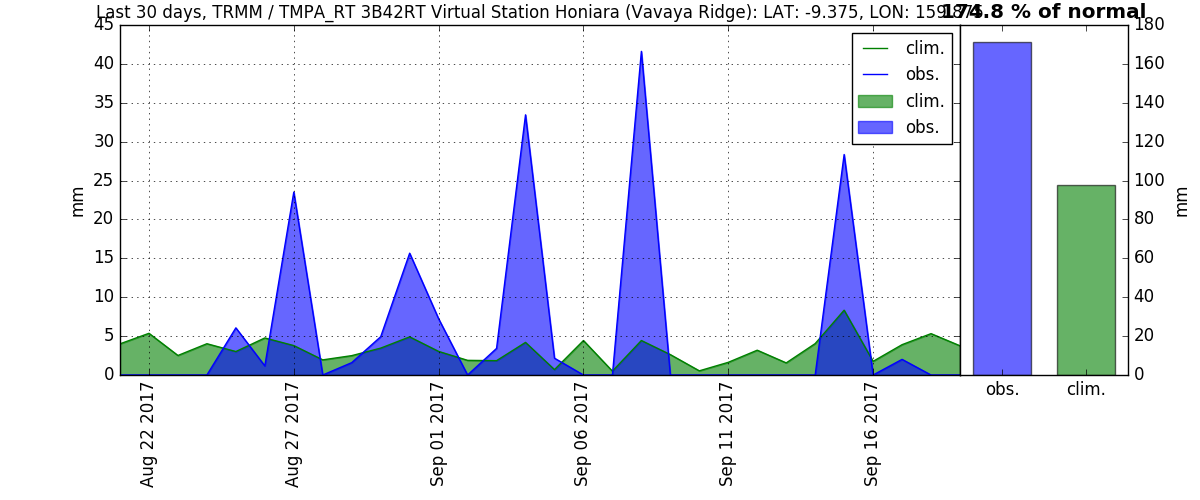 Last 30 days, TRMM / TMPA_RT 3B42RT Virtual Station Honiara (Vavaya Ridge): LAT: -9.375, LON:
174.8 % of normal
45
40
35
30
25
20
15
10
5
0
mm
clim.
obs.
clim.
obs.
Aug 22 2017
Aug 27 2017
Sep 01 2017
Sep 06 2017
Sep 11 2017
Sep 16 2017
180
160
140
120
100
80
60
40
20
0
mm
obs.
clim.